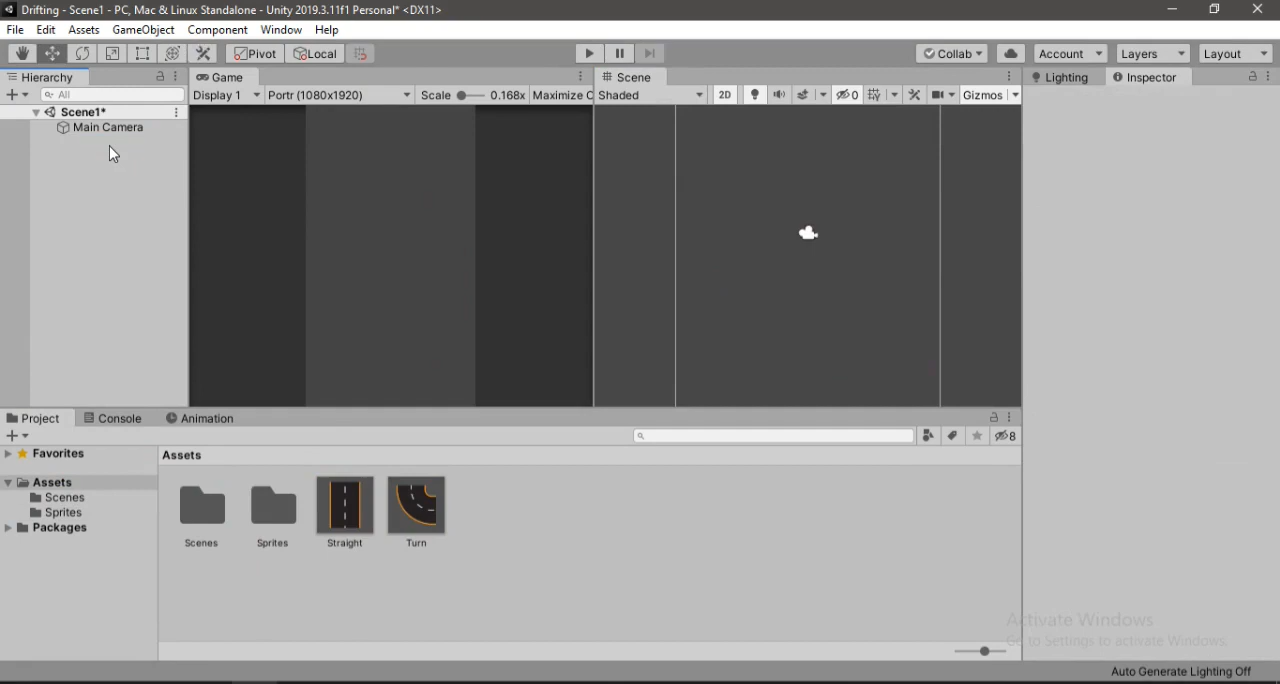 Drifting - Scene1 - PC, Mac & Linux Standalone - Unity 2019.3.11f1 Personal* <DX11>
File Edit Assets GameObject Component Window Help
Pivot Local Collab Account Layers Layout
Hierarchy Game Scene Lighting Inspector
All Display 1 Portr (1080x1920) Scale 0.168x Maximize C Shaded 2D 0 Gizmos
Scene1*
Main Camera
Project Console Animation
8
Favorites
Assets
Assets
Scenes
Sprites
Packages
Scenes Sprites Straight Turn
Activate Windows
Go to Settings to activate Windows.
Auto Generate Lighting Off